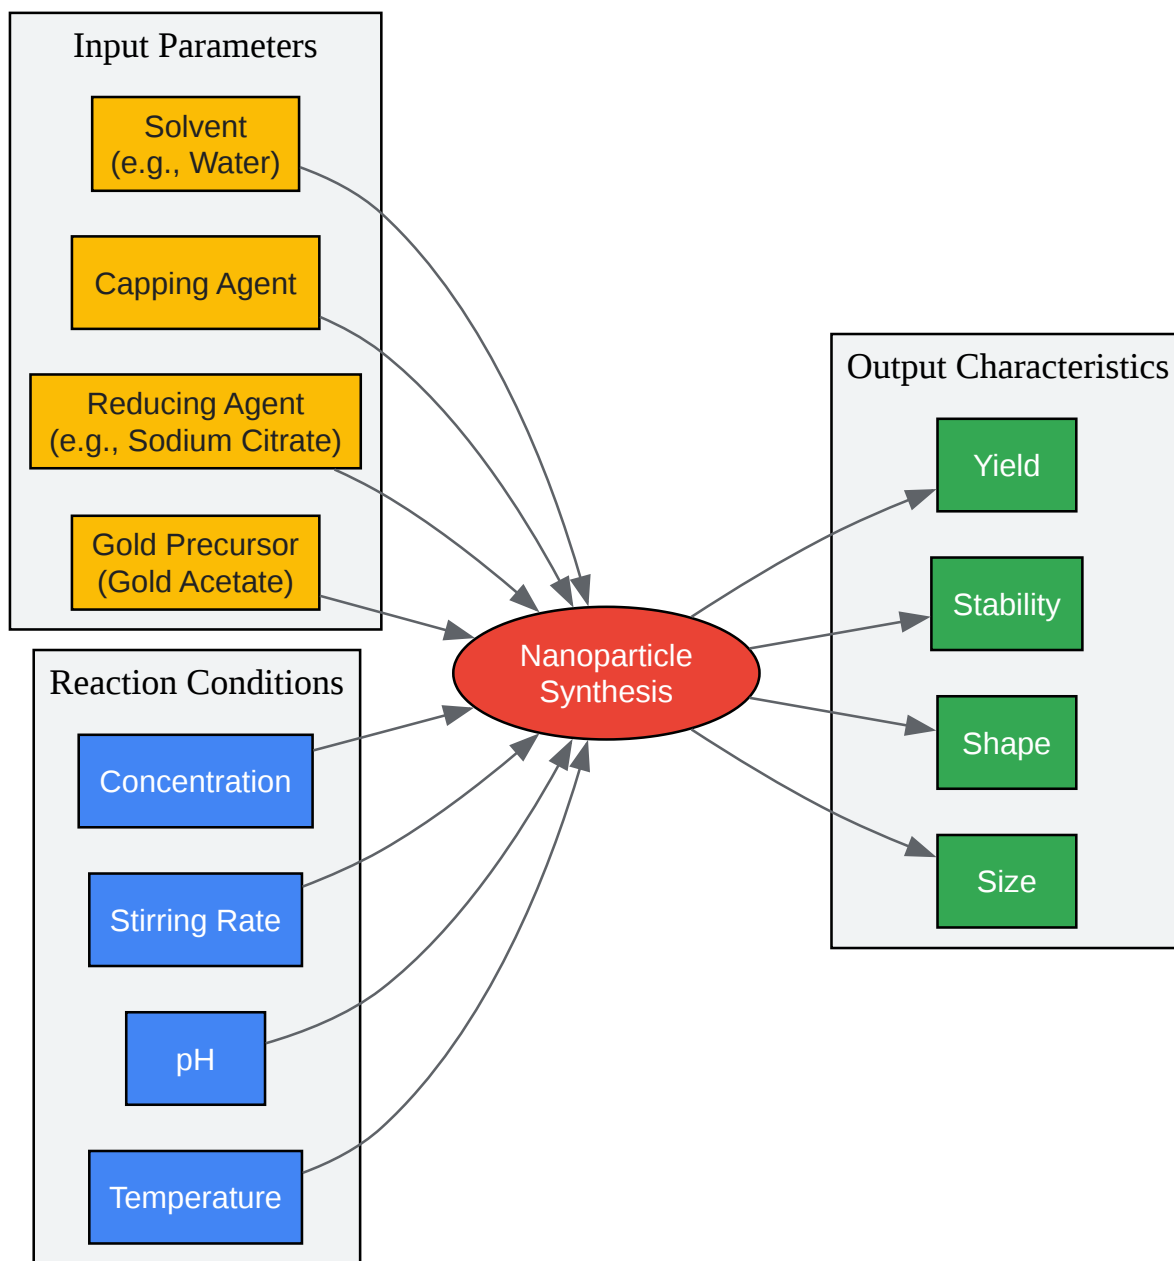 Input Parameters
Solvent
(e.g., Water)
Capping Agent
Reducing Agent
(e.g., Sodium Citrate)
Gold Precursor
(Gold Acetate)
Reaction Conditions
Concentration
Stirring Rate
pH
Temperature
Nanoparticle
Synthesis
Output Characteristics
Yield
Stability
Shape
Size